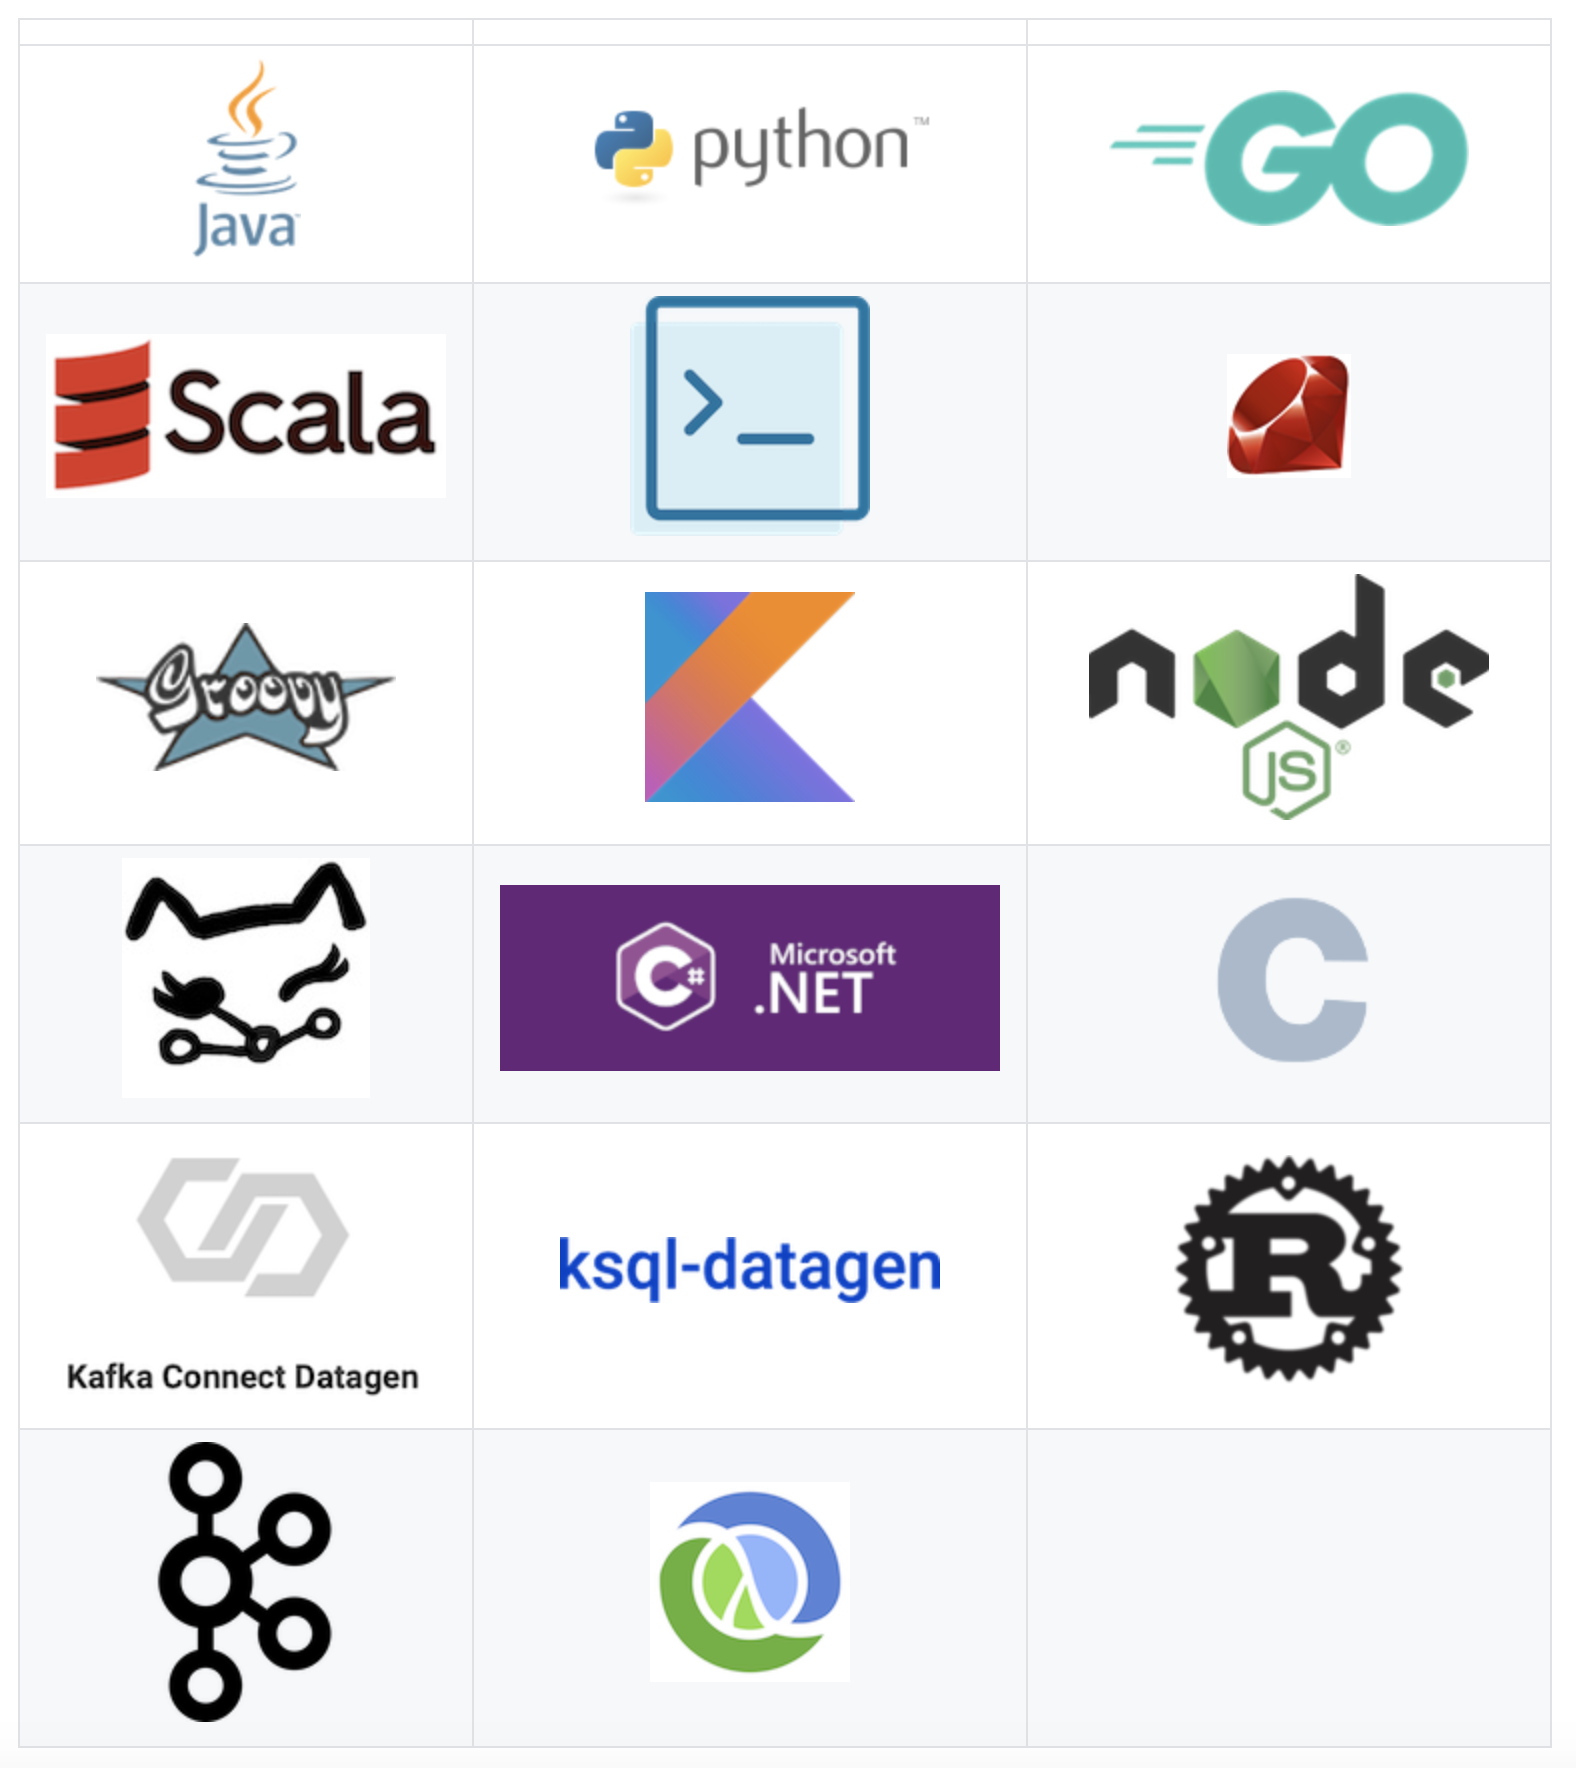 Java
python™
GO
Scala
>_
Groovy
node
JS®
C# Microsoft
.NET
C
Kafka Connect Datagen
ksql-datagen
R